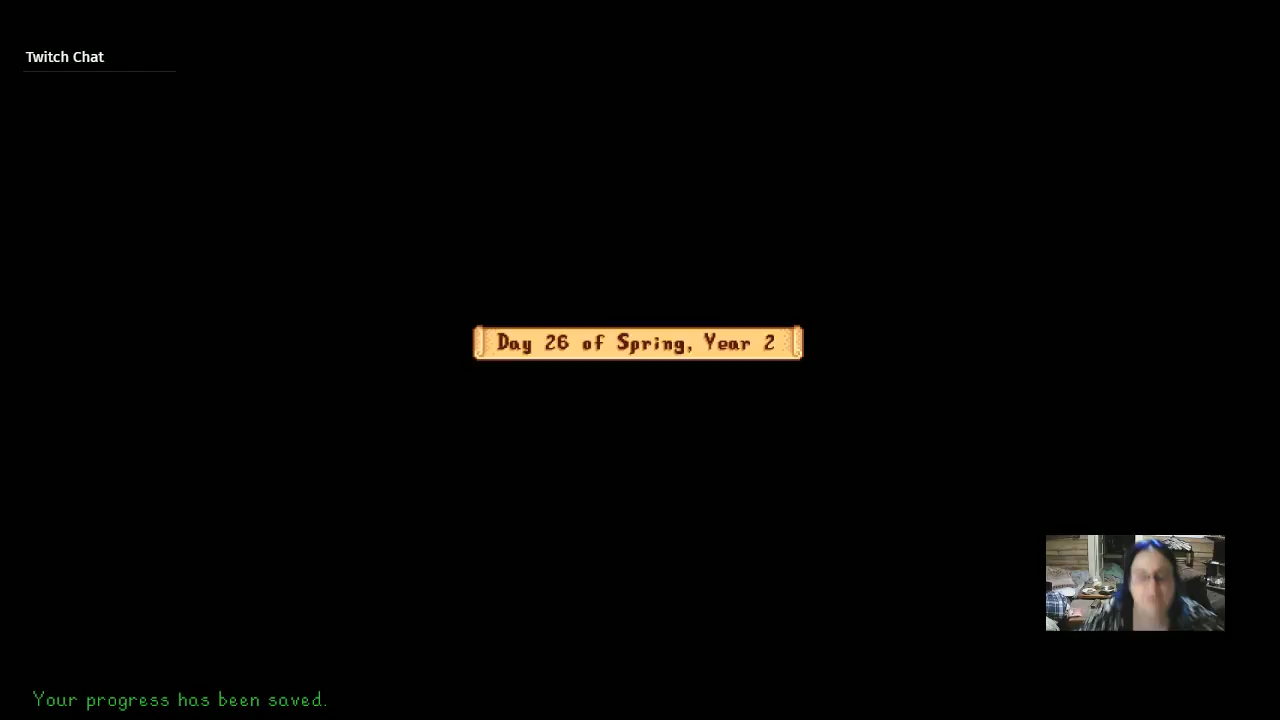 Twitch Chat
Day 26 of Spring, Year 2
Your progress has been saved.